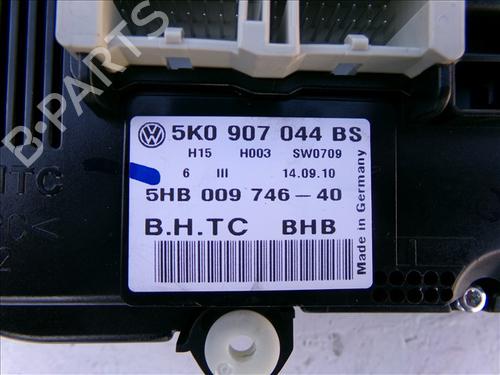 B-PARTS
5K0 907 044 BS
H15 H003 SW0709
6 III 14.09.10
5HB 009 746-40
B.H.TC BHB
Made in Germany